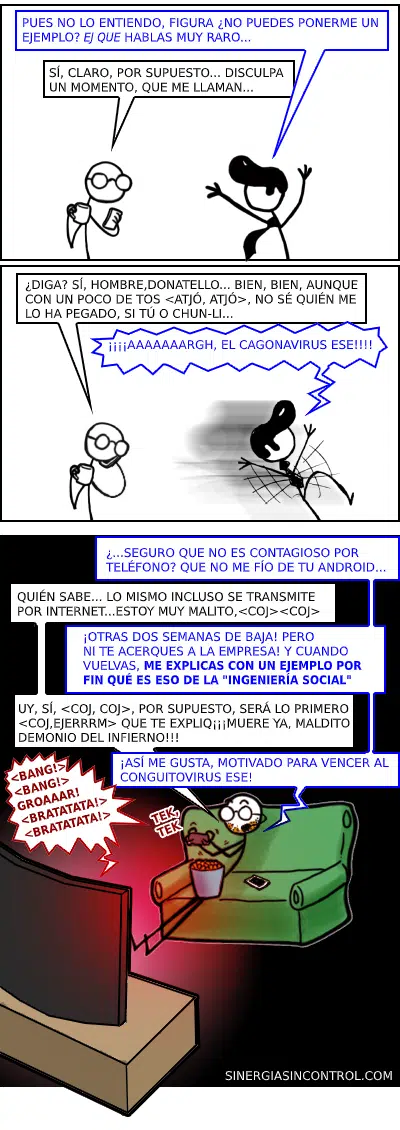 PUES NO LO ENTIENDO, FIGURA ¿NO PUEDES PONERME UN
EJEMPLO? EJ QUE HABLAS MUY RARO...
SÍ, CLARO, POR SUPUESTO... DISCULPA
UN MOMENTO, QUE ME LLAMAN...
¿DIGA? SÍ, HOMBRE,DONATELLO... BIEN, BIEN, AUNQUE
CON UN POCO DE TOS <ATJÓ, ATJÓ>, NO SÉ QUIÉN ME
LO HA PEGADO, SI TÚ O CHUN-LI...
¡¡¡¡AAAAAAARGH, EL CAGONAVIRUS ESE!!!!
¿...SEGURO QUE NO ES CONTAGIOSO POR
TELÉFONO? QUE NO ME FÍO DE TU ANDROID...
QUIÉN SABE... LO MISMO INCLUSO SE TRANSMITE
POR INTERNET...ESTOY MUY MALITO,<COJ><COJ>
¡OTRAS DOS SEMANAS DE BAJA! PERO
NI TE ACERQUES A LA EMPRESA! Y CUANDO
VUELVAS, ME EXPLICAS CON UN EJEMPLO POR
FIN QUÉ ES ESO DE LA "INGENIERÍA SOCIAL"
UY, SÍ, <COJ, COJ>, POR SUPUESTO, SERÁ LO PRIMERO
<COJ,EJERRRM> QUE TE EXPLIQ¡¡¡MUERE YA, MALDITO
DEMONIO DEL INFIERNO!!!
¡ASÍ ME GUSTA, MOTIVADO PARA VENCER AL
CONGUITOVIRUS ESE!
<BANG!>
<BANG!>
GROAAAR!
<BRATATATA!>
<BRATATATA!>
TEK,
TEK
SINERGIASINCONTROL.COM